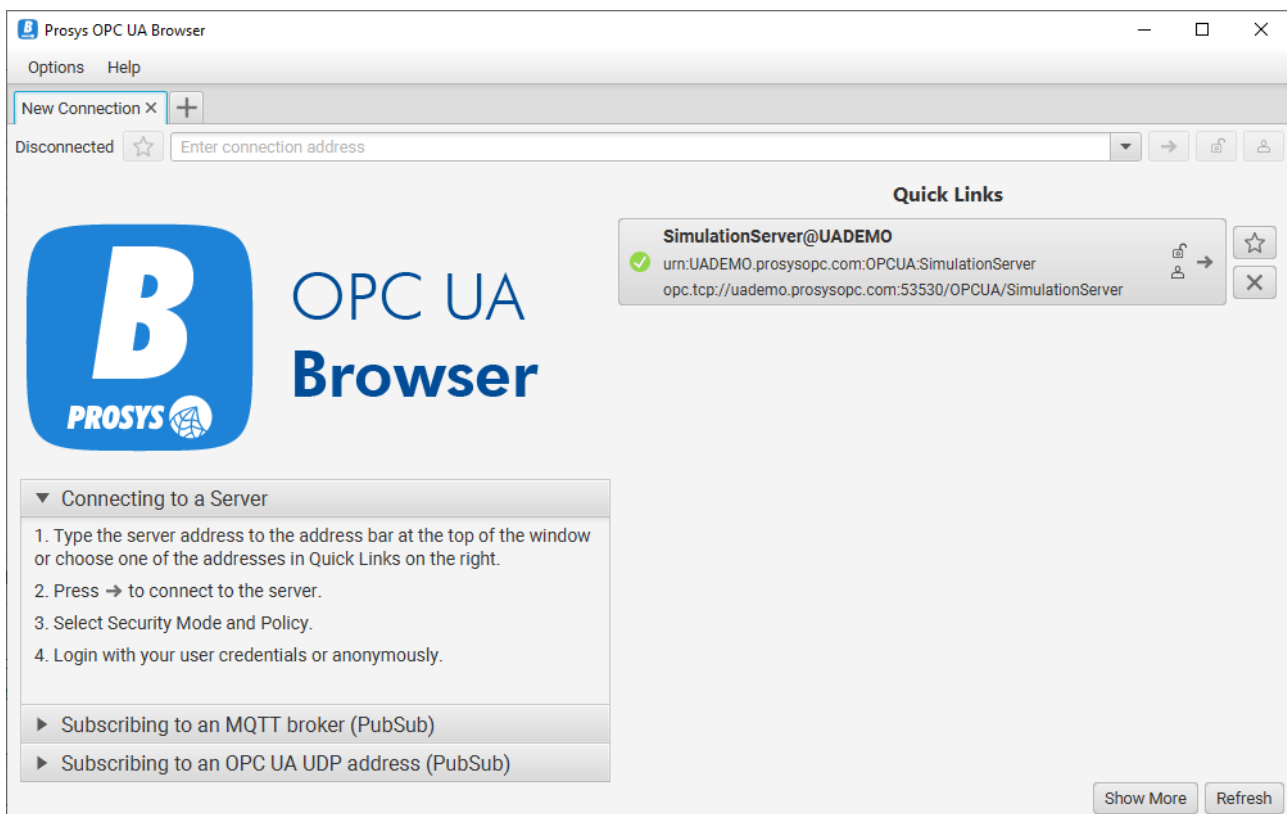 Prosys OPC UA Browser
Options Help
New Connection
Disconnected Enter connection address
Quick Links
SimulationServer@UADEMO
urn:UADEMO.prosysopc.com:OPCUA:SimulationServer
opc.tcp://uademo.prosysopc.com:53530/OPCUA/SimulationServer
B
PROSYS
OPC UA
Browser
Connecting to a Server
1. Type the server address to the address bar at the top of the window
or choose one of the addresses in Quick Links on the right.
2. Press → to connect to the server.
3. Select Security Mode and Policy.
4. Login with your user credentials or anonymously.
Subscribing to an MQTT broker (PubSub)
Subscribing to an OPC UA UDP address (PubSub)
Show More Refresh